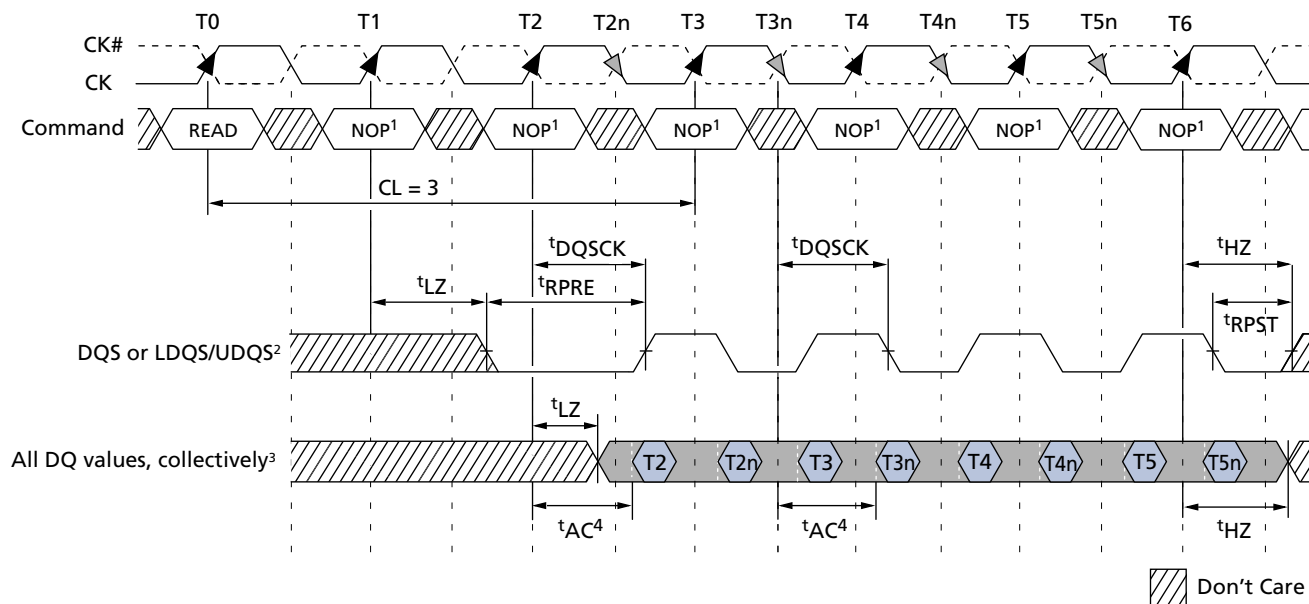 T0 T1 T2 T2n T3 T3n T4 T4n T5 T5n T6
CK#
CK
Command READ NOP¹ NOP¹ NOP¹ NOP¹ NOP¹ NOP¹
CL = 3
ᵗDQSCK ᵗDQSCK ᵗHZ
ᵗLZ ᵗRPRE
ᵗRPST
DQS or LDQS/UDQS²
ᵗLZ
All DQ values, collectively³ T2 T2n T3 T3n T4 T4n T5 T5n
ᵗAC⁴ ᵗAC⁴ ᵗHZ
Don't Care